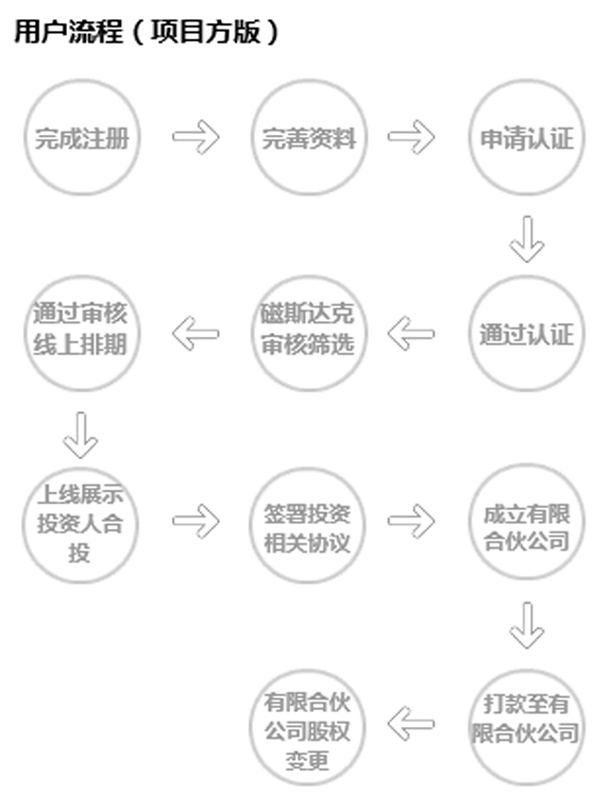 用户流程（项目方版）
完成注册
完善资料
申请认证
通过认证
磁斯达克
审核筛选
通过审核
线上排期
上线展示
投资人合
投
签署投资
相关协议
成立有限
合伙公司
打款至有
限合伙公司
有限合伙
公司股权
变更